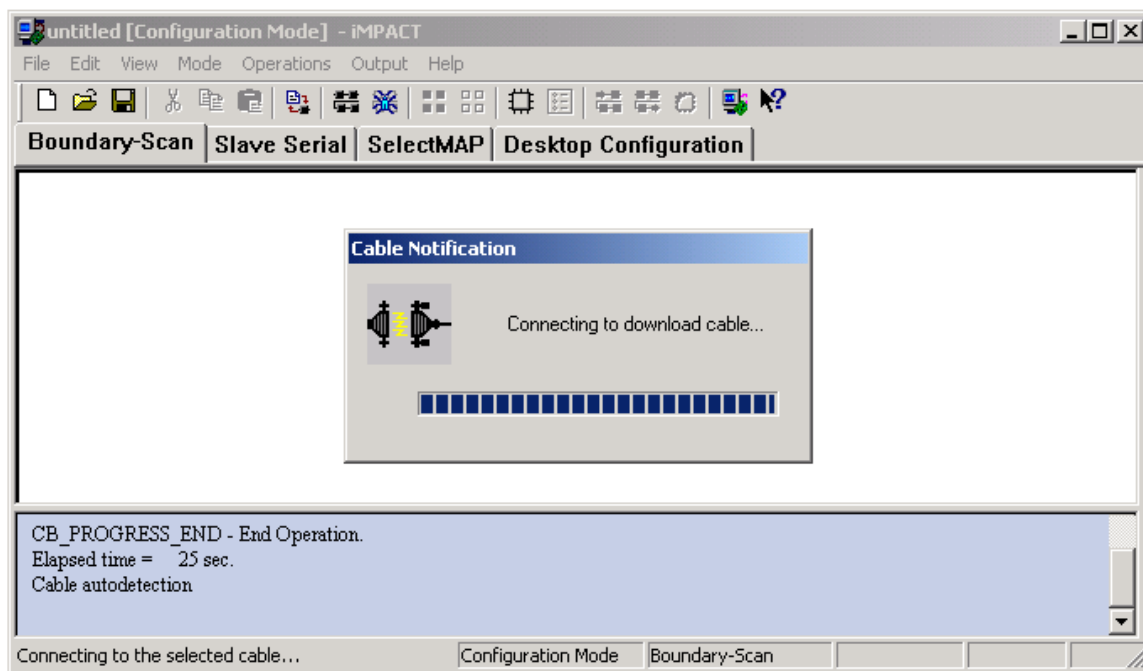 untitled [Configuration Mode] - iMPACT
File Edit View Mode Operations Output Help
Boundary-Scan Slave Serial SelectMAP Desktop Configuration
Cable Notification
Connecting to download cable...
CB_PROGRESS_END - End Operation.
Elapsed time = 25 sec.
Cable autodetection
Connecting to the selected cable... Configuration Mode Boundary-Scan